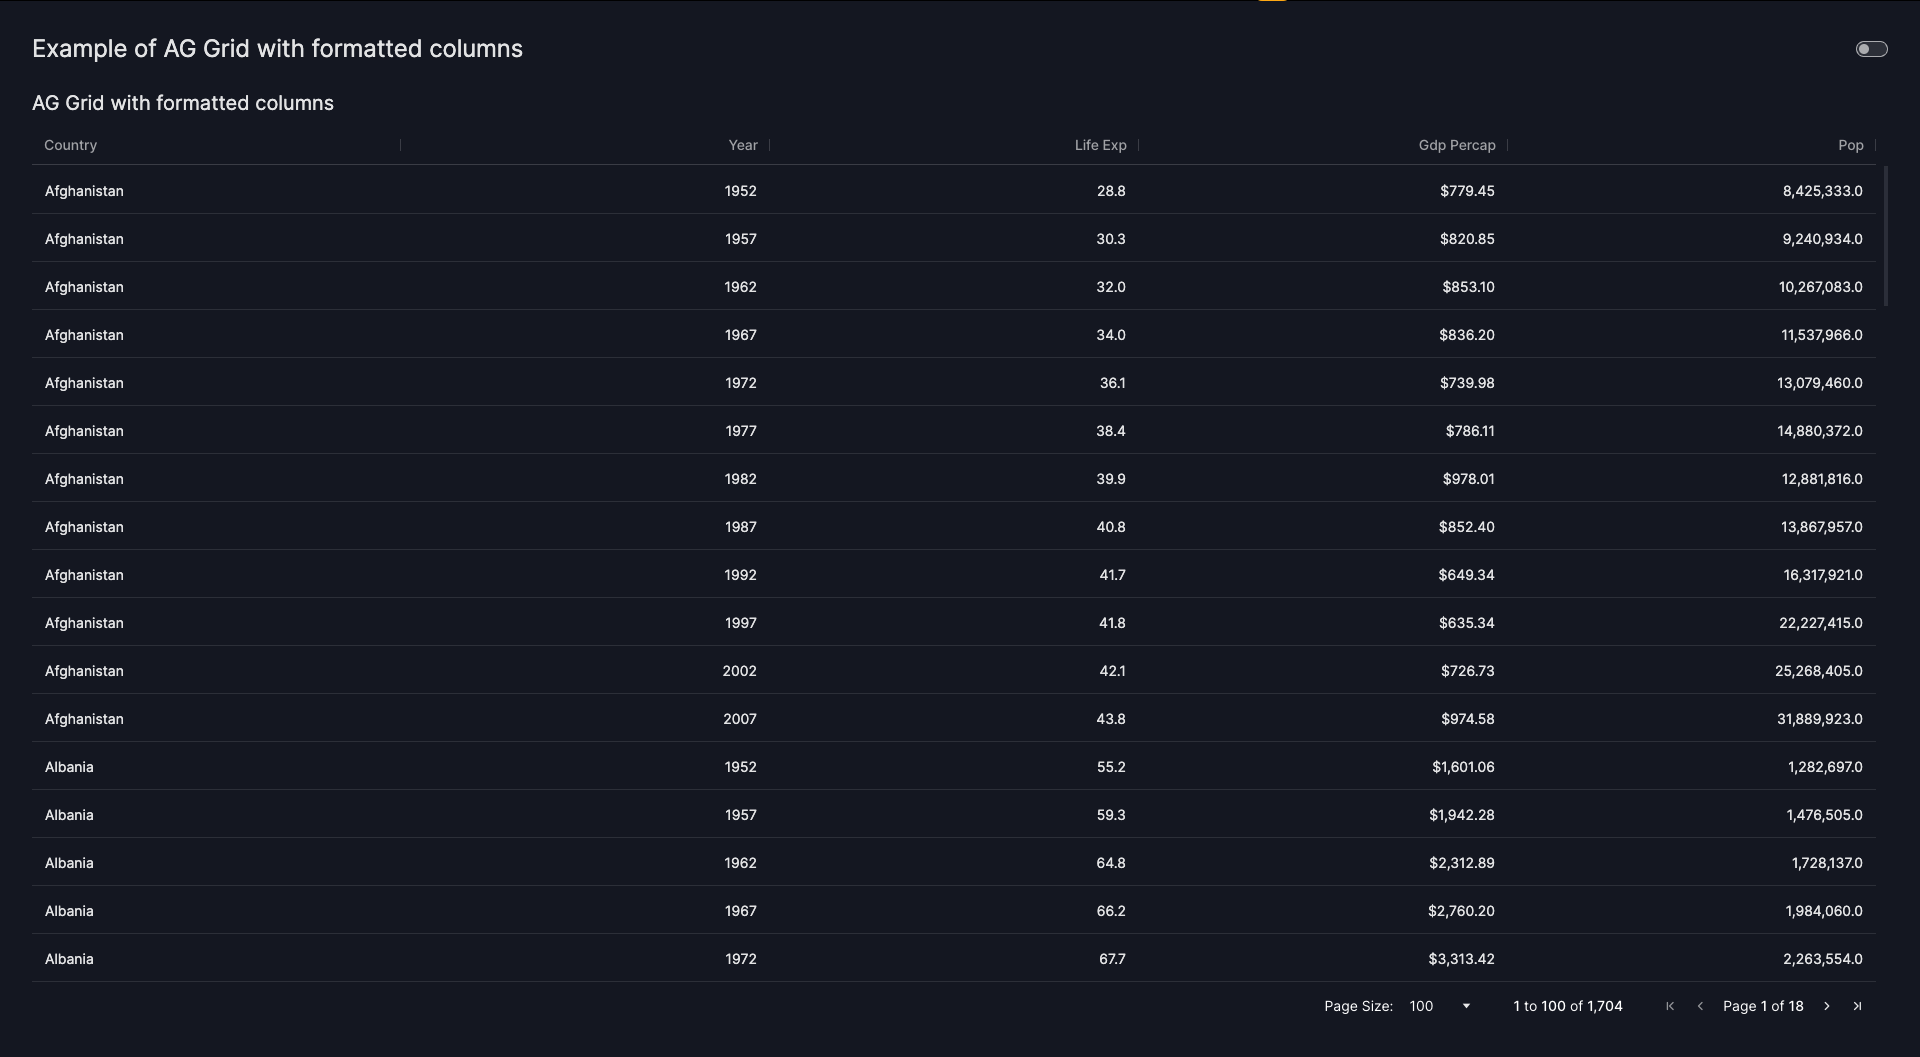 Example of AG Grid with formatted columns
AG Grid with formatted columns
Country Year Life Exp Gdp Percap Pop
Afghanistan 1952 28.8 $779.45 8,425,333.0
Afghanistan 1957 30.3 $820.85 9,240,934.0
Afghanistan 1962 32.0 $853.10 10,267,083.0
Afghanistan 1967 34.0 $836.20 11,537,966.0
Afghanistan 1972 36.1 $739.98 13,079,460.0
Afghanistan 1977 38.4 $786.11 14,880,372.0
Afghanistan 1982 39.9 $978.01 12,881,816.0
Afghanistan 1987 40.8 $852.40 13,867,957.0
Afghanistan 1992 41.7 $649.34 16,317,921.0
Afghanistan 1997 41.8 $635.34 22,227,415.0
Afghanistan 2002 42.1 $726.73 25,268,405.0
Afghanistan 2007 43.8 $974.58 31,889,923.0
Albania 1952 55.2 $1,601.06 1,282,697.0
Albania 1957 59.3 $1,942.28 1,476,505.0
Albania 1962 64.8 $2,312.89 1,728,137.0
Albania 1967 66.2 $2,760.20 1,984,060.0
Albania 1972 67.7 $3,313.42 2,263,554.0
Page Size: 100 1 to 100 of 1,704 Page 1 of 18